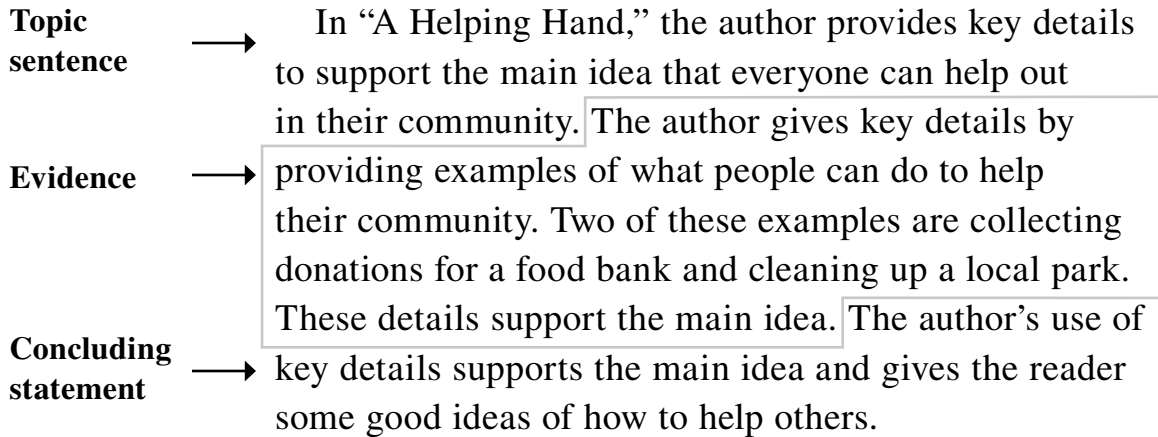 Topic
sentence
In “A Helping Hand,” the author provides key details
to support the main idea that everyone can help out
in their community. The author gives key details by
Evidence
providing examples of what people can do to help
their community. Two of these examples are collecting
donations for a food bank and cleaning up a local park.
These details support the main idea. The author’s use of
Concluding
statement
key details supports the main idea and gives the reader
some good ideas of how to help others.